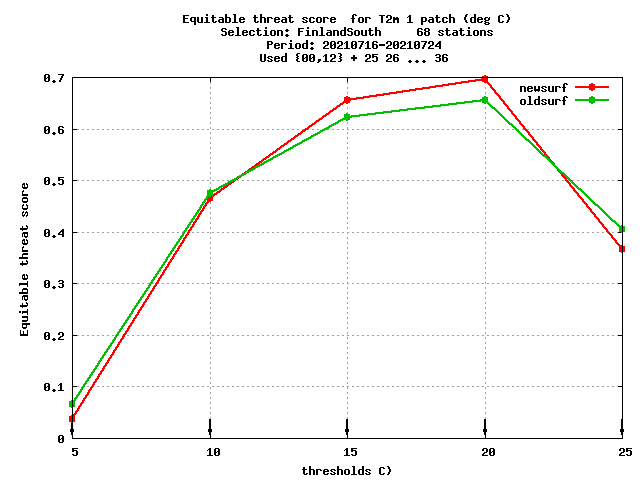 Equitable threat score  for T2m 1 patch (deg C)
Selection: FinlandSouth     68 stations
Period: 20210716-20210724
Used {00,12} + 25 26 ... 36
newsurf
oldsurf
Equitable threat score
0.7
0.6
0.5
0.4
0.3
0.2
0.1
0
5 10 15 20 25
thresholds C)